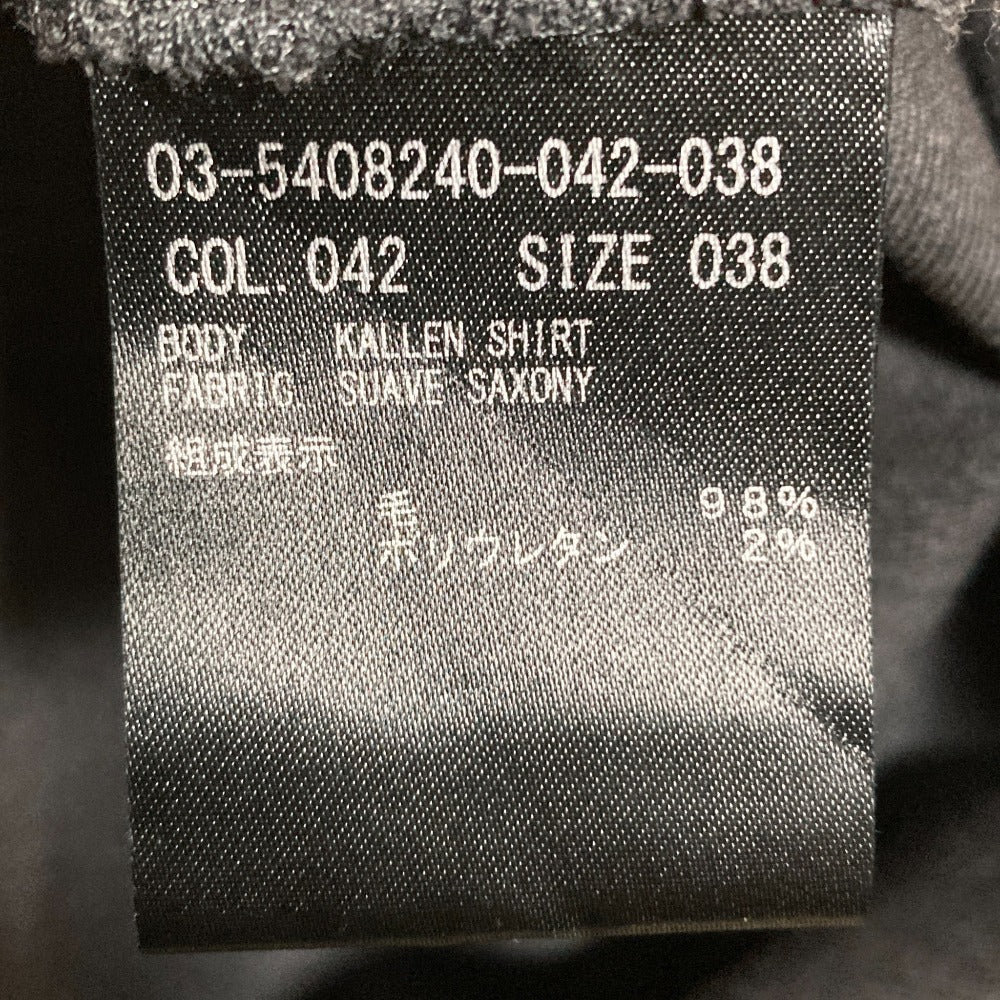 03-5408240-042-038
COL. 042 SIZE 038
BODY KALLEN SHIRT
FABRIC SUAVE SAXONY
組成表示
毛 98%
ポリウレタン 2%